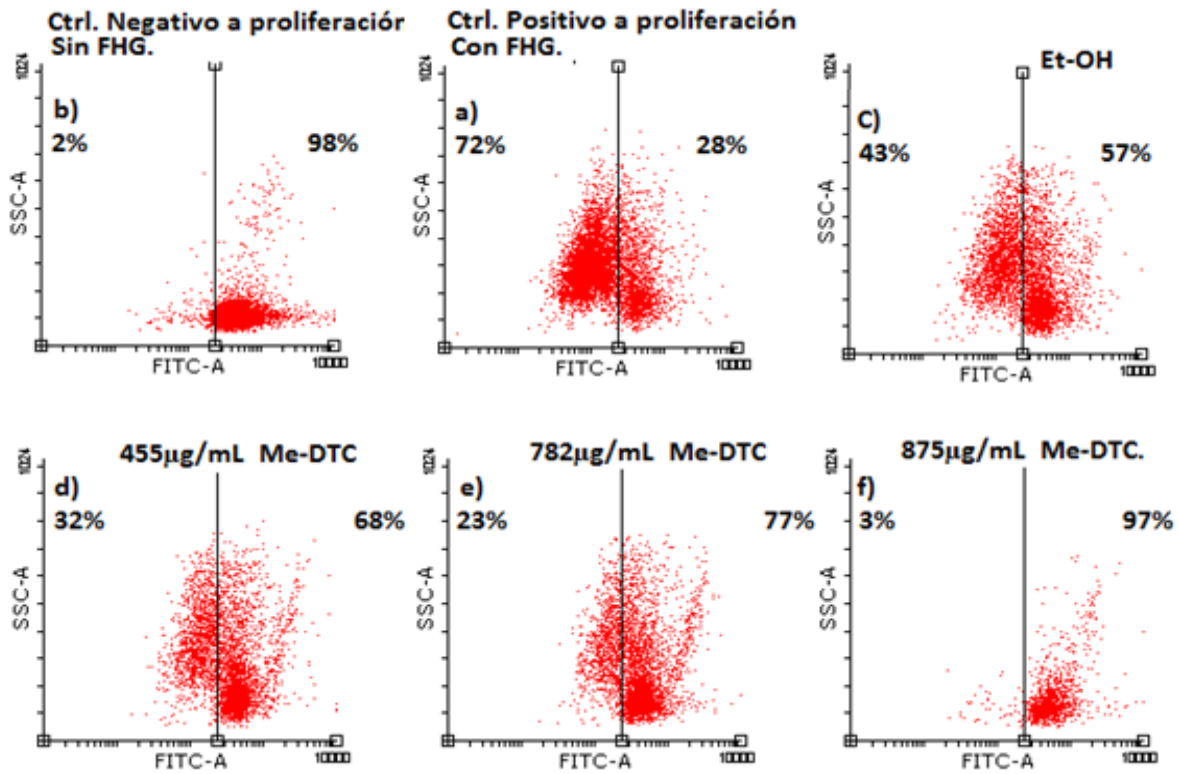 Ctrl. Negativo a proliferación
Sin FHG.
b)
2%
98%
1024
SSC-A
FITC-A
10000
Ctrl. Positivo a proliferación
Con FHG.
a)
72%
28%
1024
SSC-A
FITC-A
10000
Et-OH
C)
43%
57%
1024
SSC-A
FITC-A
10000
455µg/mL Me-DTC
d)
32%
68%
1024
SSC-A
FITC-A
10000
782µg/mL Me-DTC
e)
23%
77%
1024
SSC-A
FITC-A
10000
875µg/mL Me-DTC.
f)
3%
97%
1024
SSC-A
FITC-A
10000